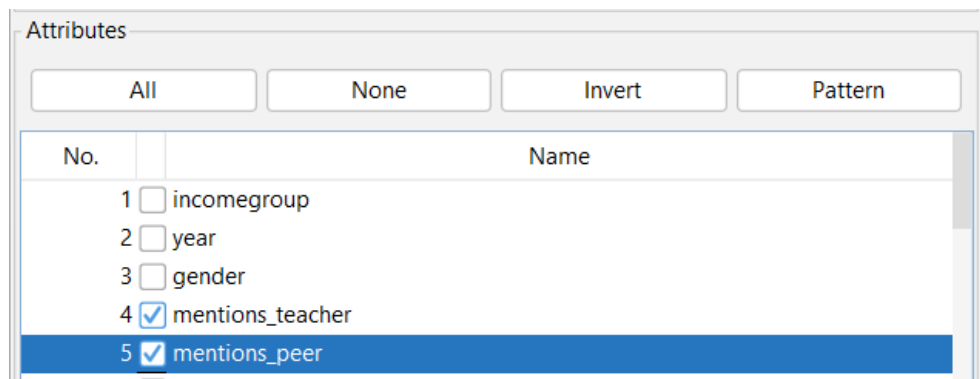 Attributes
All None Invert Pattern
No. Name
1 incomegroup
2 year
3 gender
4 mentions_teacher
5 mentions_peer